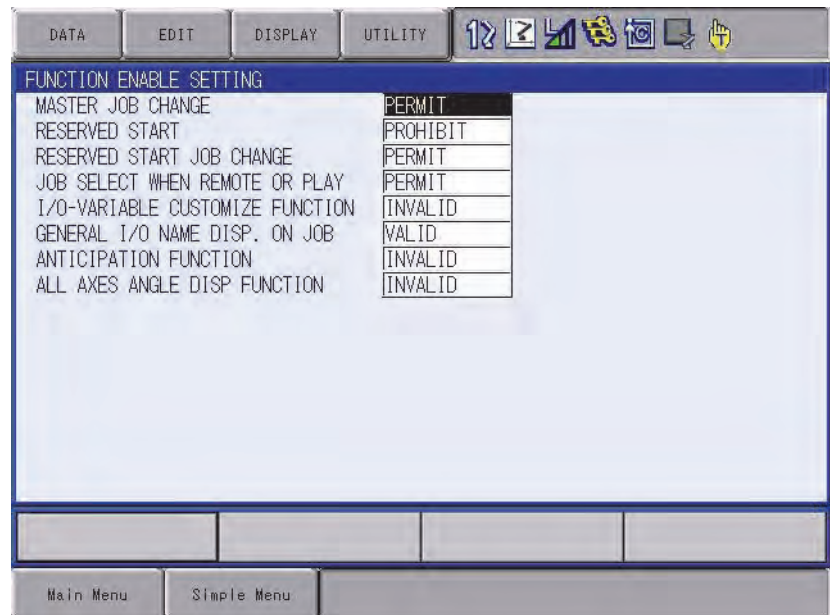 DATA EDIT DISPLAY UTILITY
FUNCTION ENABLE SETTING
MASTER JOB CHANGE PERMIT
RESERVED START PROHIBIT
RESERVED START JOB CHANGE PERMIT
JOB SELECT WHEN REMOTE OR PLAY PERMIT
I/O-VARIABLE CUSTOMIZE FUNCTION INVALID
GENERAL I/O NAME DISP. ON JOB VALID
ANTICIPATION FUNCTION INVALID
ALL AXES ANGLE DISP FUNCTION INVALID
Main Menu Simple Menu